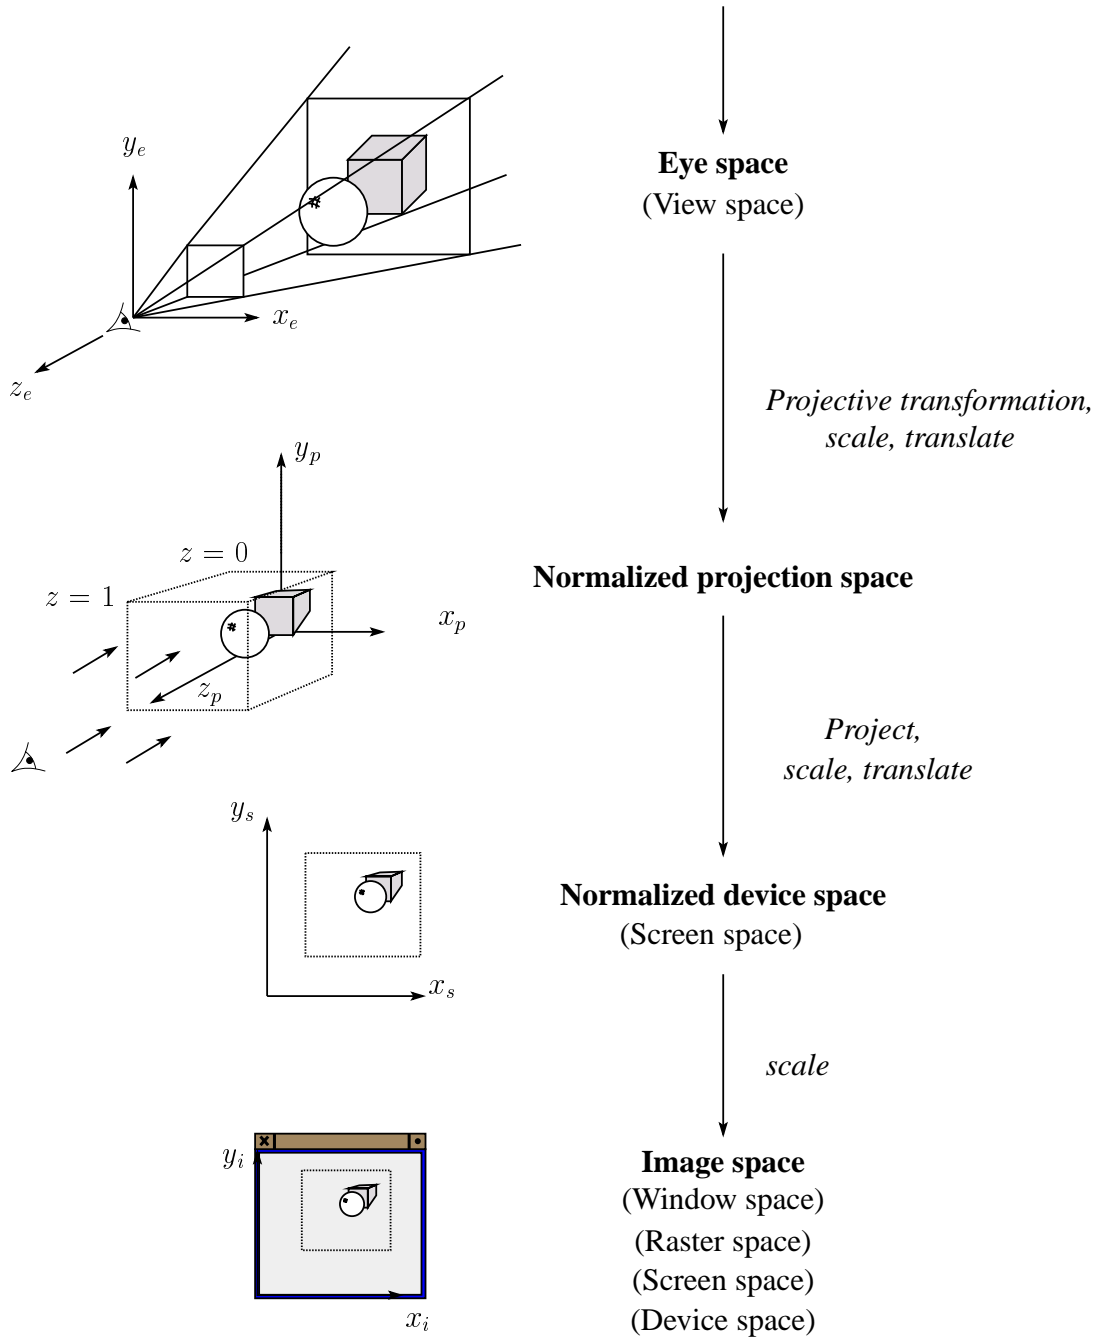 y_e
Eye space
(View space)
x_e
z_e
Projective transformation,
scale, translate
y_p
z = 0
Normalized projection space
z = 1
x_p
z_p
Project,
scale, translate
y_s
Normalized device space
(Screen space)
x_s
scale
y_i
Image space
(Window space)
(Raster space)
(Screen space)
(Device space)
x_i